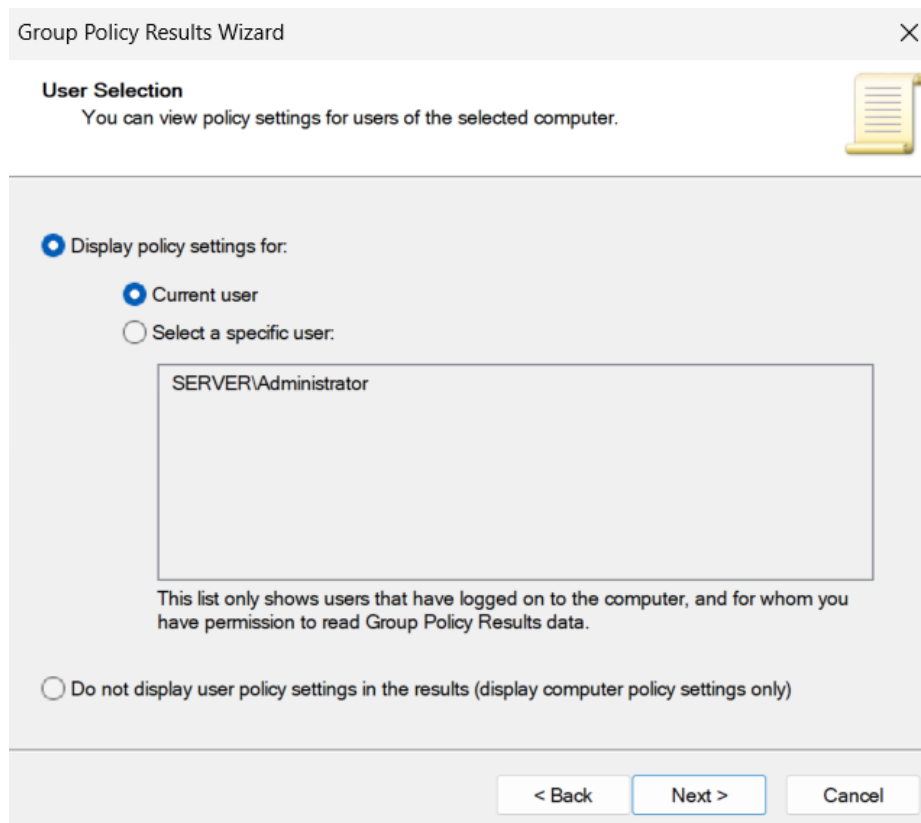 Group Policy Results Wizard
User Selection
You can view policy settings for users of the selected computer.
Display policy settings for:
Current user
Select a specific user:
SERVER\Administrator
This list only shows users that have logged on to the computer, and for whom you
have permission to read Group Policy Results data.
Do not display user policy settings in the results (display computer policy settings only)
< Back
Next >
Cancel